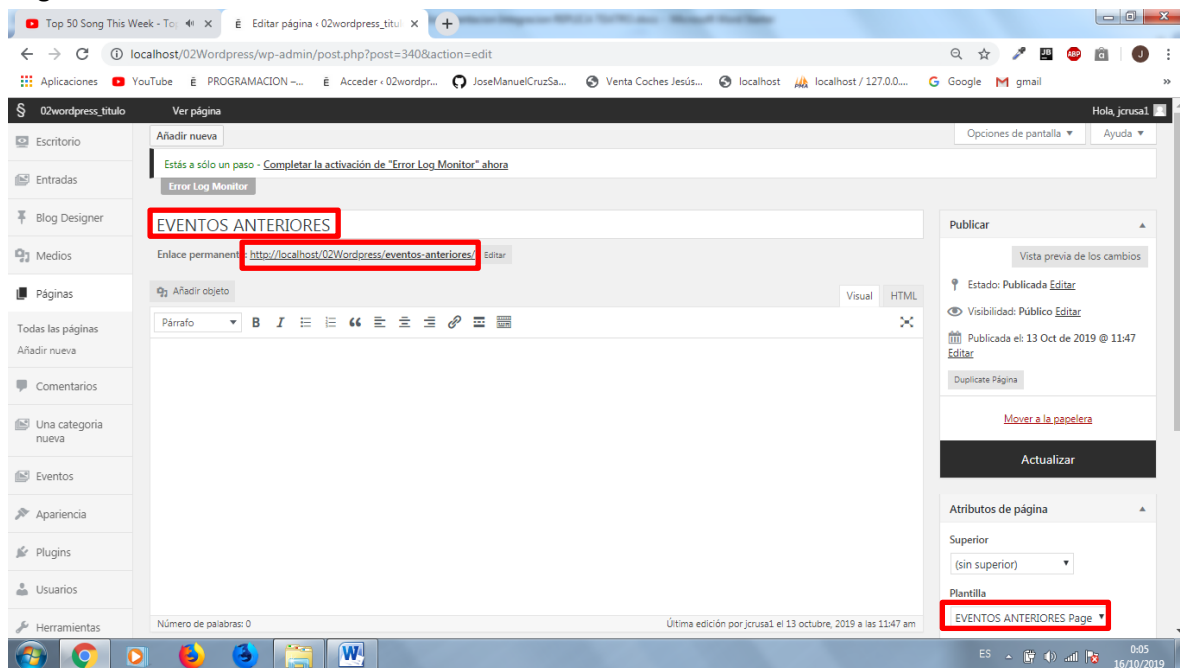 Top 50 Song This Week - To
Editar página ‹ 02wordpress_titul
localhost/02Wordpress/wp-admin/post.php?post=340&action=edit
Aplicaciones YouTube ë PROGRAMACION –... ë Acceder ‹ 02wordpr... JoseManuelCruzSa... Venta Coches Jesús... localhost localhost / 127.0.0.... Google gmail »
02wordpress_titulo Ver página Hola, jcrusa1
Escritorio
Entradas
Blog Designer
Medios
Páginas
Todas las páginas
Añadir nueva
Comentarios
Una categoria
nueva
Eventos
Apariencia
Plugins
Usuarios
Herramientas
Añadir nueva
Opciones de pantalla ▼ Ayuda ▼
Estás a sólo un paso - Completar la activación de "Error Log Monitor" ahora
Error Log Monitor
EVENTOS ANTERIORES
Enlace permanent : http://localhost/02Wordpress/eventos-anteriores/ Editar
Añadir objeto
Visual HTML
Párrafo ▼ B I
Número de palabras: 0
Última edición por jcrusa1 el 13 octubre, 2019 a las 11:47 am
Publicar
Vista previa de los cambios
Estado: Publicada Editar
Visibilidad: Público Editar
Publicada el: 13 Oct de 2019 @ 11:47
Editar
Duplicate Página
Mover a la papelera
Actualizar
Atributos de página
Superior
(sin superior) ▼
Plantilla
EVENTOS ANTERIORES Page ▼
ES
0:05
16/10/2019